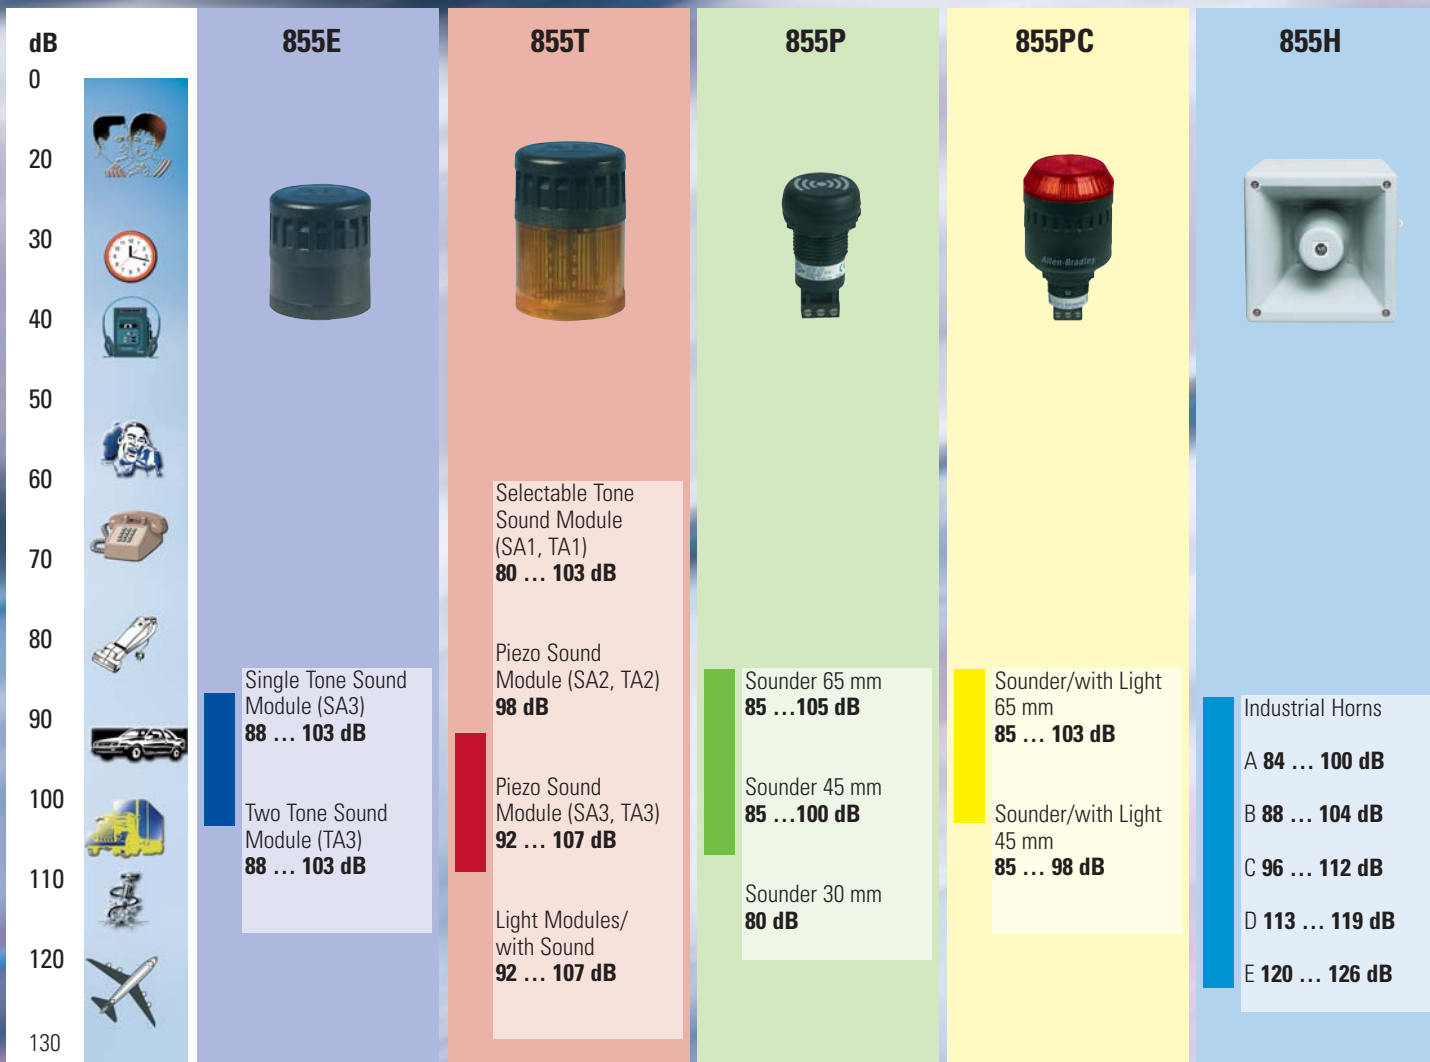 dB
0
20
30
40
50
60
70
80
90
100
110
120
130
855E
Single Tone Sound
Module (SA3)
88 ... 103 dB
Two Tone Sound
Module (TA3)
88 ... 103 dB
855T
Selectable Tone
Sound Module
(SA1, TA1)
80 ... 103 dB
Piezo Sound
Module (SA2, TA2)
98 dB
Piezo Sound
Module (SA3, TA3)
92 ... 107 dB
Light Modules/
with Sound
92 ... 107 dB
855P
Sounder 65 mm
85 ...105 dB
Sounder 45 mm
85 ...100 dB
Sounder 30 mm
80 dB
855PC
Allen-Bradley
Sounder/with Light
65 mm
85 ... 103 dB
Sounder/with Light
45 mm
85 ... 98 dB
855H
Industrial Horns
A 84 ... 100 dB
B 88 ... 104 dB
C 96 ... 112 dB
D 113 ... 119 dB
E 120 ... 126 dB